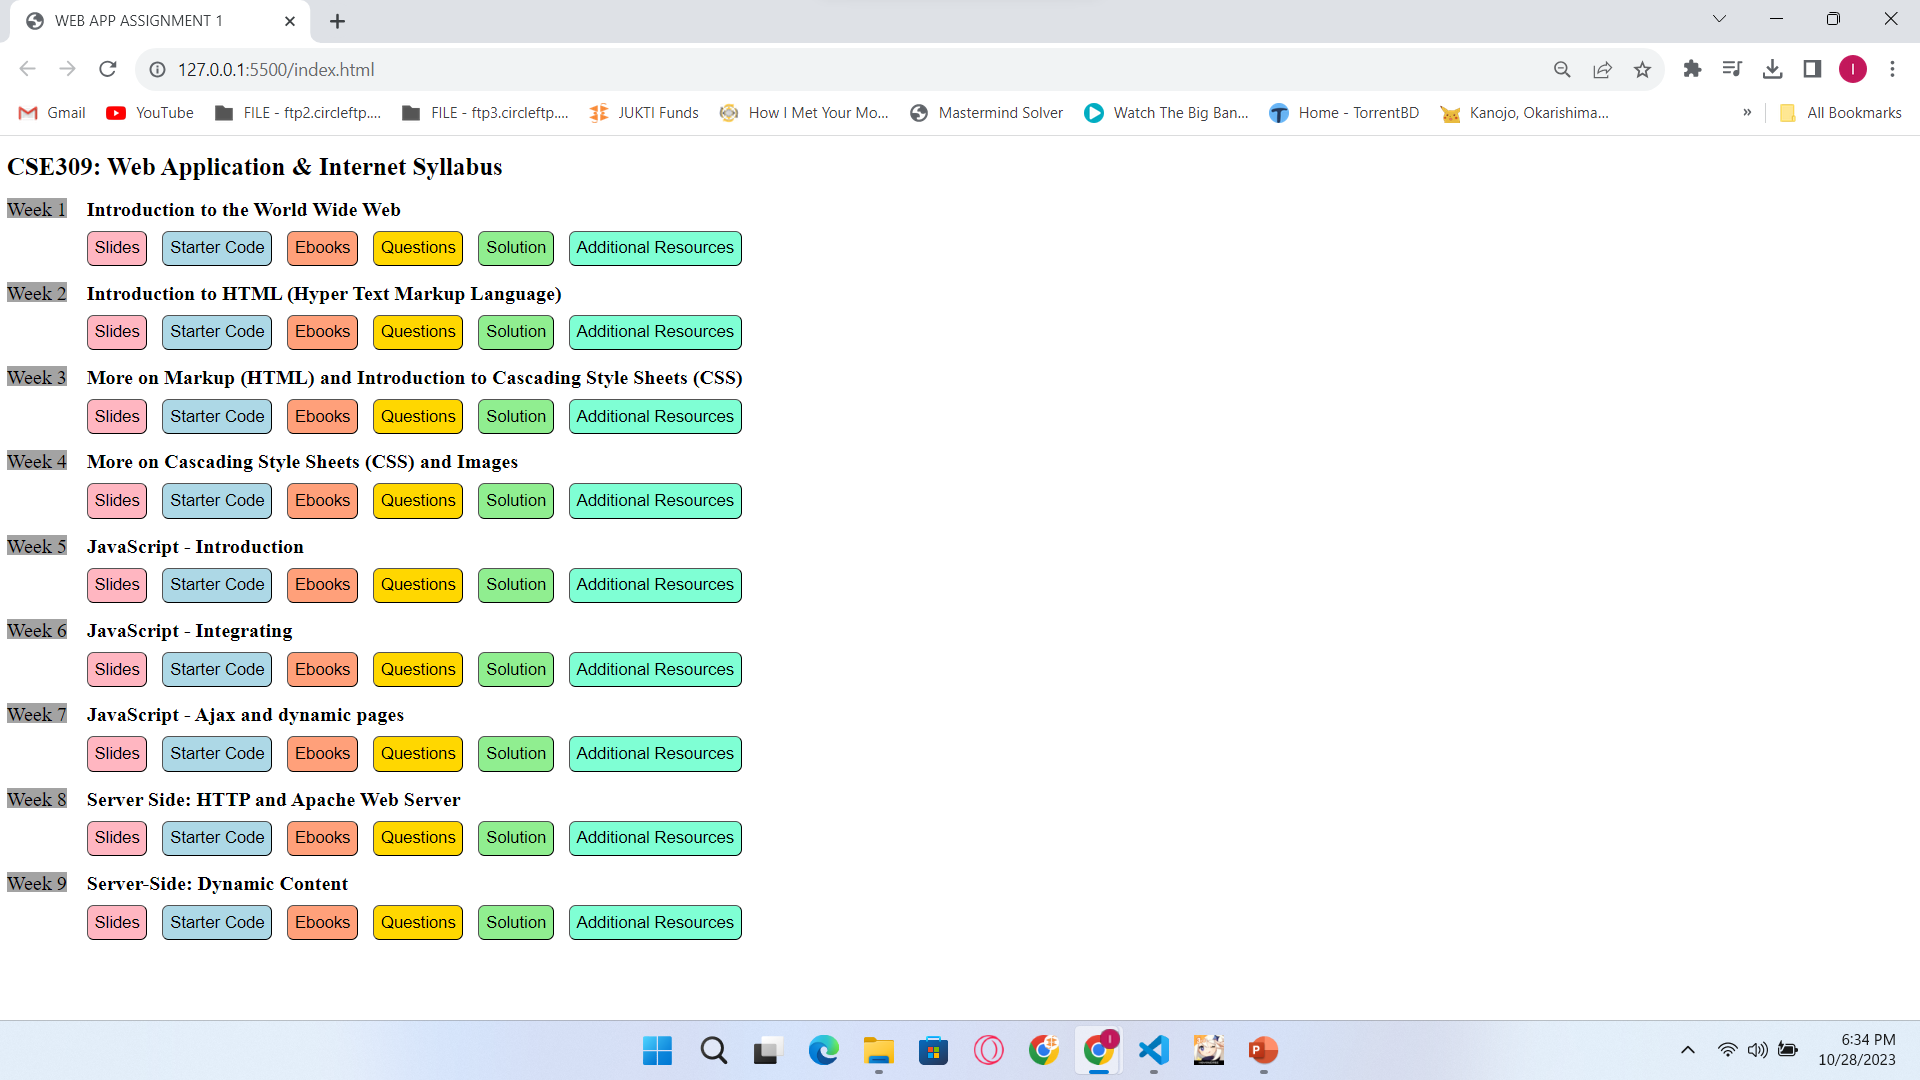 WEB APP ASSIGNMENT 1
127.0.0.1:5500/index.html
I
Gmail YouTube FILE - ftp2.circleftp.... FILE - ftp3.circleftp.... JUKTI Funds How I Met Your Mo... Mastermind Solver Watch The Big Ban... Home - TorrentBD Kanojo, Okarishima... » All Bookmarks
CSE309: Web Application & Internet Syllabus
Week 1 Introduction to the World Wide Web
Slides Starter Code Ebooks Questions Solution Additional Resources
Week 2 Introduction to HTML (Hyper Text Markup Language)
Slides Starter Code Ebooks Questions Solution Additional Resources
Week 3 More on Markup (HTML) and Introduction to Cascading Style Sheets (CSS)
Slides Starter Code Ebooks Questions Solution Additional Resources
Week 4 More on Cascading Style Sheets (CSS) and Images
Slides Starter Code Ebooks Questions Solution Additional Resources
Week 5 JavaScript - Introduction
Slides Starter Code Ebooks Questions Solution Additional Resources
Week 6 JavaScript - Integrating
Slides Starter Code Ebooks Questions Solution Additional Resources
Week 7 JavaScript - Ajax and dynamic pages
Slides Starter Code Ebooks Questions Solution Additional Resources
Week 8 Server Side: HTTP and Apache Web Server
Slides Starter Code Ebooks Questions Solution Additional Resources
Week 9 Server-Side: Dynamic Content
Slides Starter Code Ebooks Questions Solution Additional Resources
6:34 PM
10/28/2023